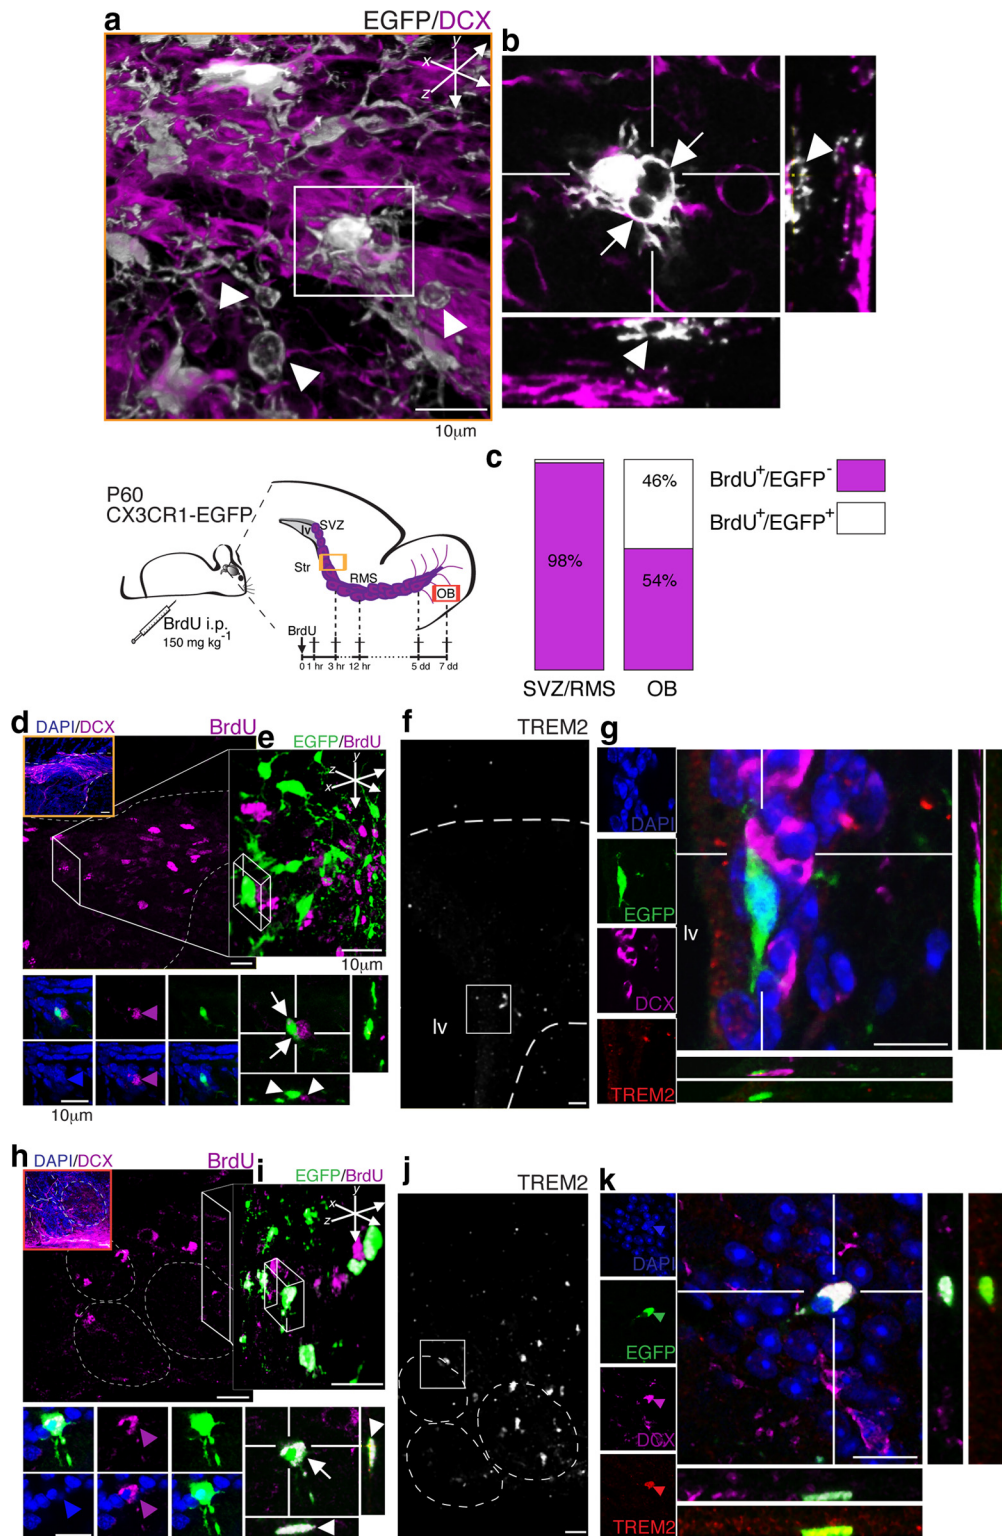 a
EGFP/DCX
y
x
z
10µm
b
P60
CX3CR1-EGFP
BrdU i.p.
150 mg kg-1
lv
SVZ
Str
RMS
OB
BrdU
0 1 hr 3 hr 12 hr 5 dd 7 dd
c
98%
46%
54%
SVZ/RMS OB
BrdU+/EGFP-
BrdU+/EGFP+
d
DAPI/DCX
BrdU
e
EGFP/BrdU
y
z
x
10µm
10µm
f
TREM2
lv
g
DAPI
EGFP
DCX
TREM2
lv
h
DAPI/DCX
BrdU
i
EGFP/BrdU
y
x
z
j
TREM2
k
DAPI
EGFP
DCX
TREM2